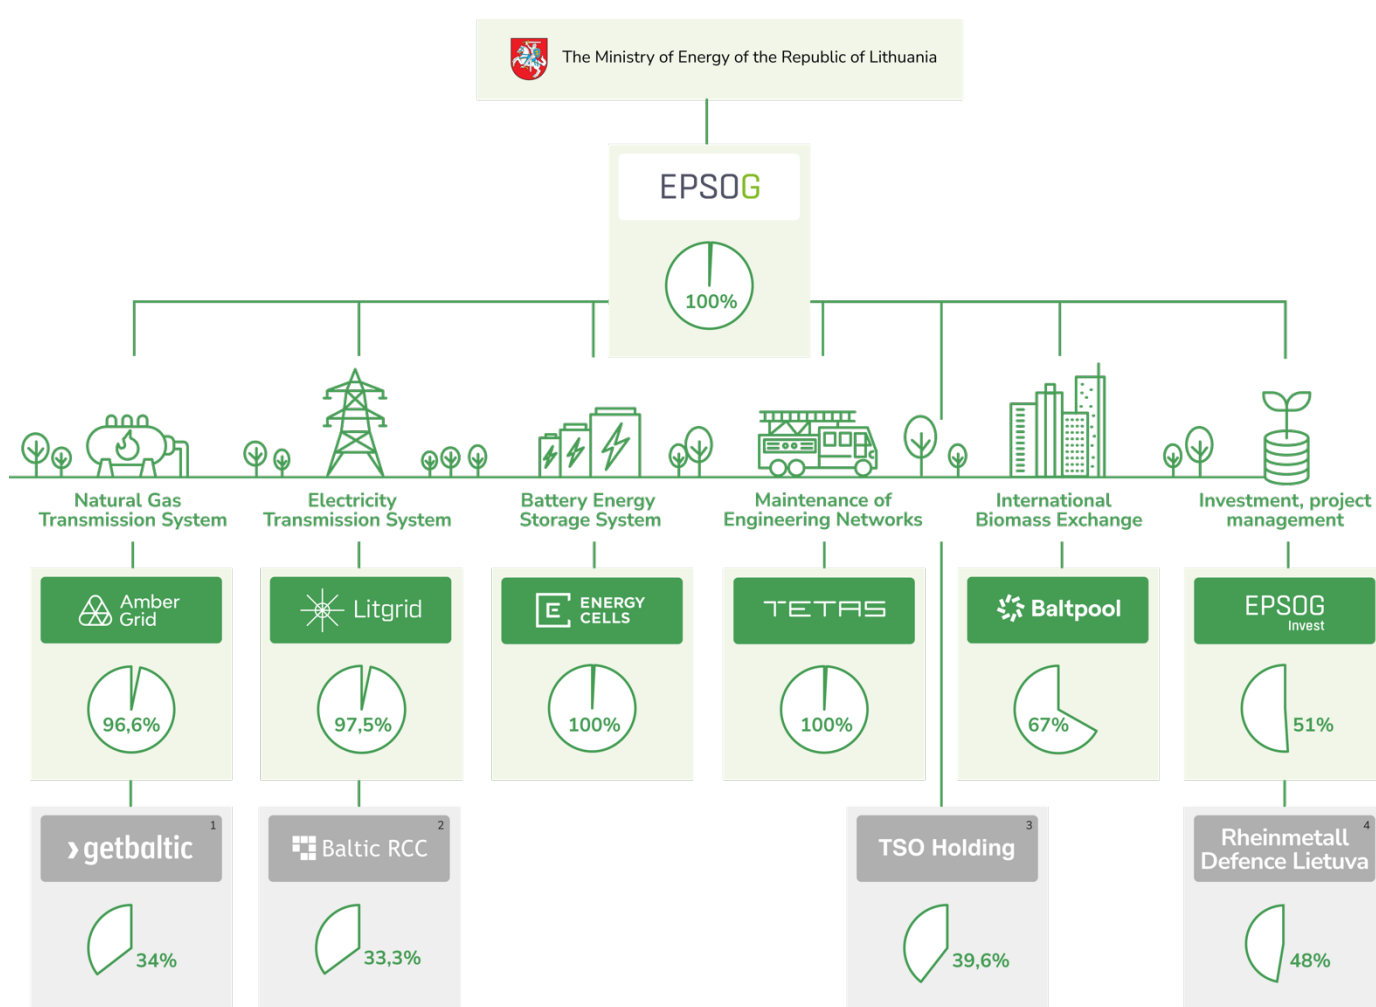 The Ministry of Energy of the Republic of Lithuania
EPSOG
100%
Natural Gas
Transmission System
Electricity
Transmission System
Battery Energy
Storage System
Maintenance of
Engineering Networks
International
Biomass Exchange
Investment, project
management
Amber
Grid
Litgrid
E ENERGY
CELLS
TETAS
Baltpool
EPSOG
Invest
96,6%
97,5%
100%
100%
67%
51%
getbaltic 1
Baltic RCC 2
TSO Holding 3
Rheinmetall 4
Defence Lietuva
34%
33,3%
39,6%
48%